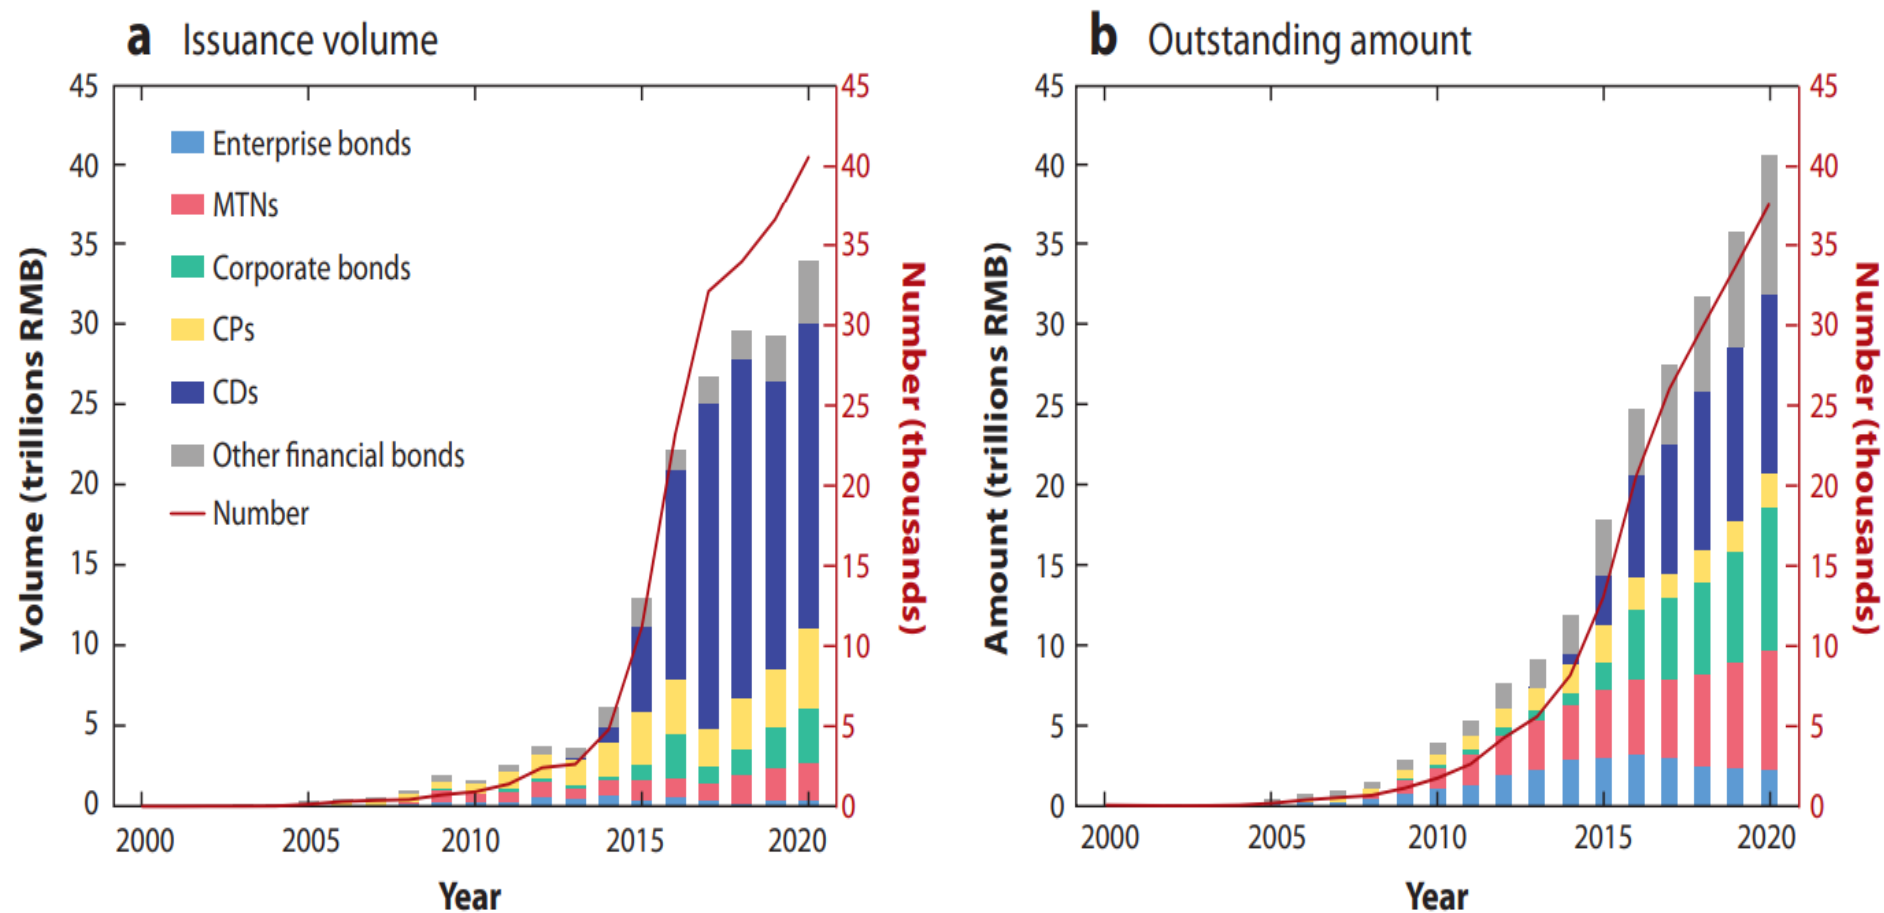 a Issuance volume
45
40
35
30
25
20
15
10
5
0
Volume (trillions RMB)
Enterprise bonds
MTNs
Corporate bonds
CPs
CDs
Other financial bonds
Number
45
40
35
30
25
20
15
10
5
0
Number (thousands)
2000 2005 2010 2015 2020
Year
b Outstanding amount
45
40
35
30
25
20
15
10
5
0
Amount (trillions RMB)
45
40
35
30
25
20
15
10
5
0
Number (thousands)
2000 2005 2010 2015 2020
Year